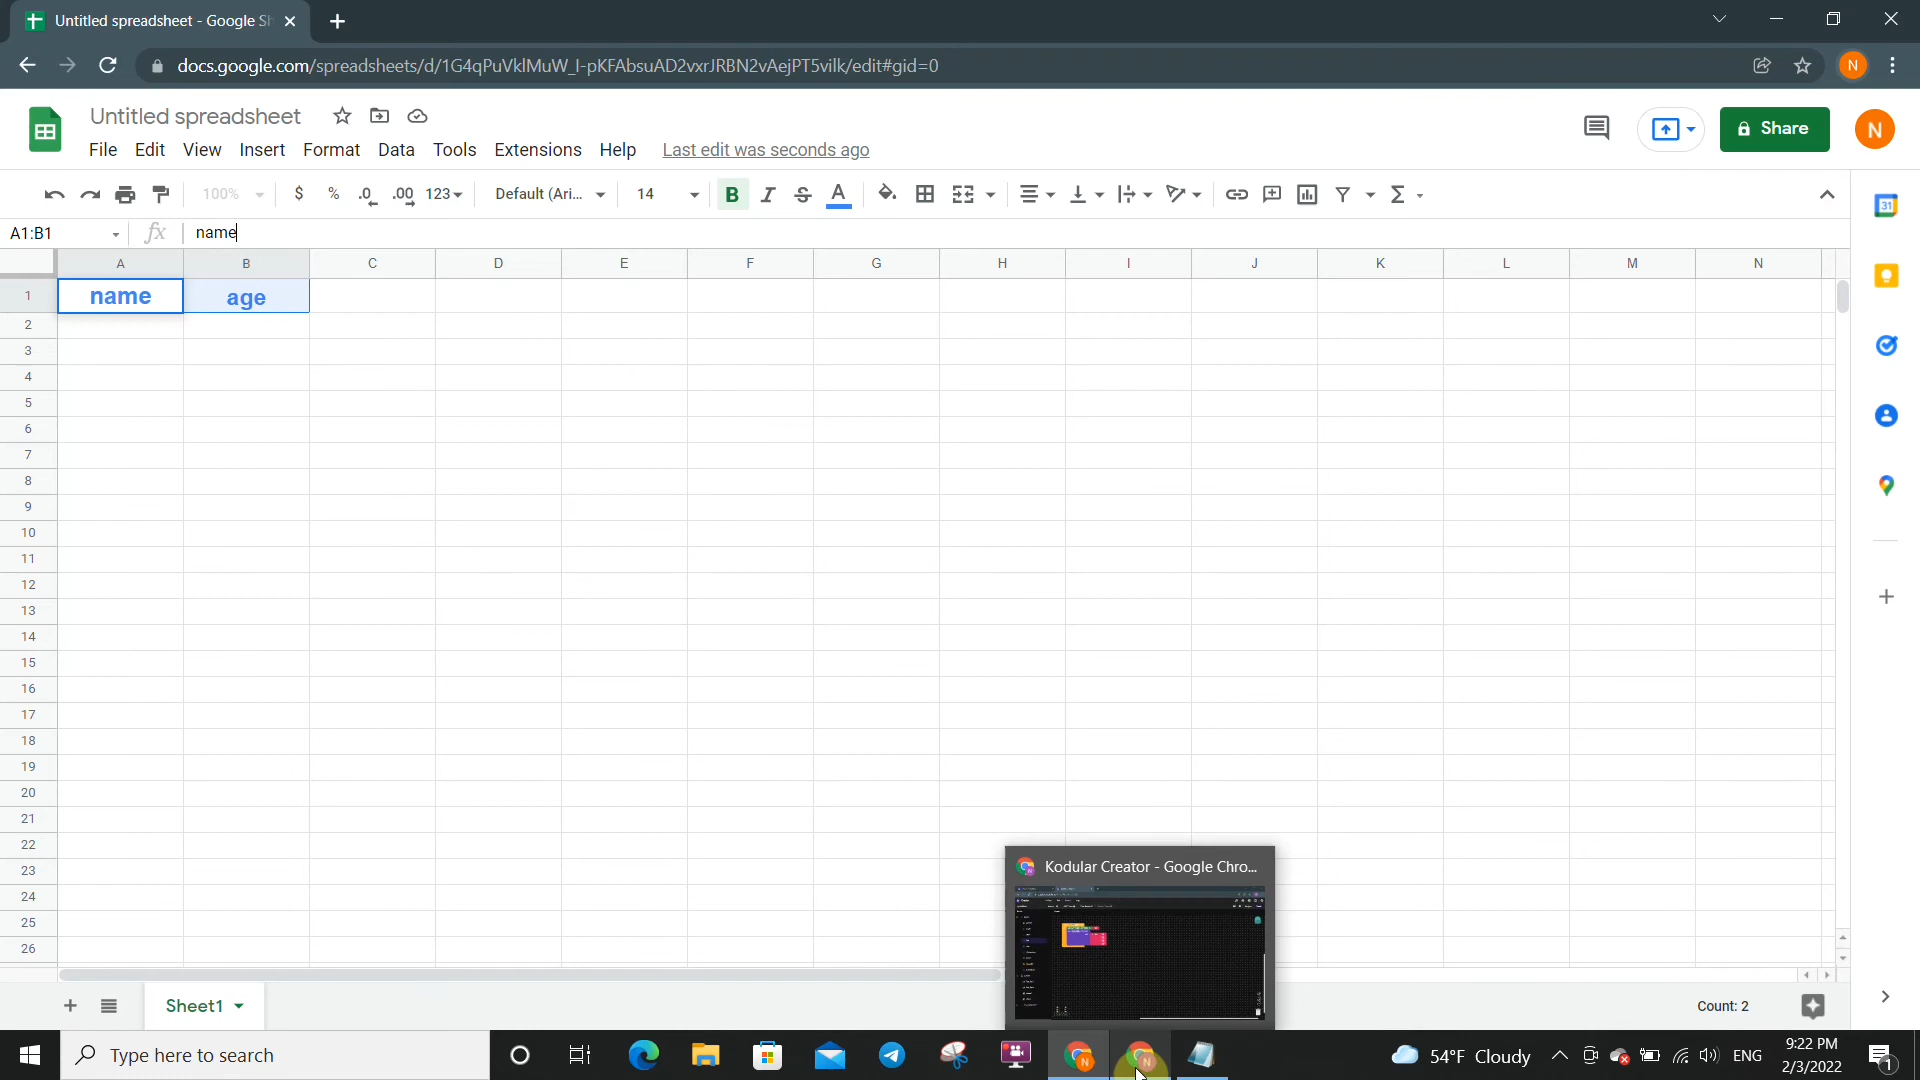 Untitled spreadsheet - Google Sh
docs.google.com/spreadsheets/d/1G4qPuVklMuW_I-pKFAbsuAD2vxrJRBN2vAejPT5vilk/edit#gid=0
N
Untitled spreadsheet
File Edit View Insert Format Data Tools Extensions Help Last edit was seconds ago
Share
N
100% $ % .0 .00 123 Default (Ari... 14 B I S A Σ
31
A1:B1 fx name
A B C D E F G H I J K L M N
1 name age
2
3
4
5
6
7
8
9
10
11
12
13
14
15
16
17
18
19
20
21
22
23
24
25
26
Kodular Creator - Google Chro...
Sheet1
Count: 2
Type here to search
54°F Cloudy
ENG
9:22 PM
2/3/2022
1